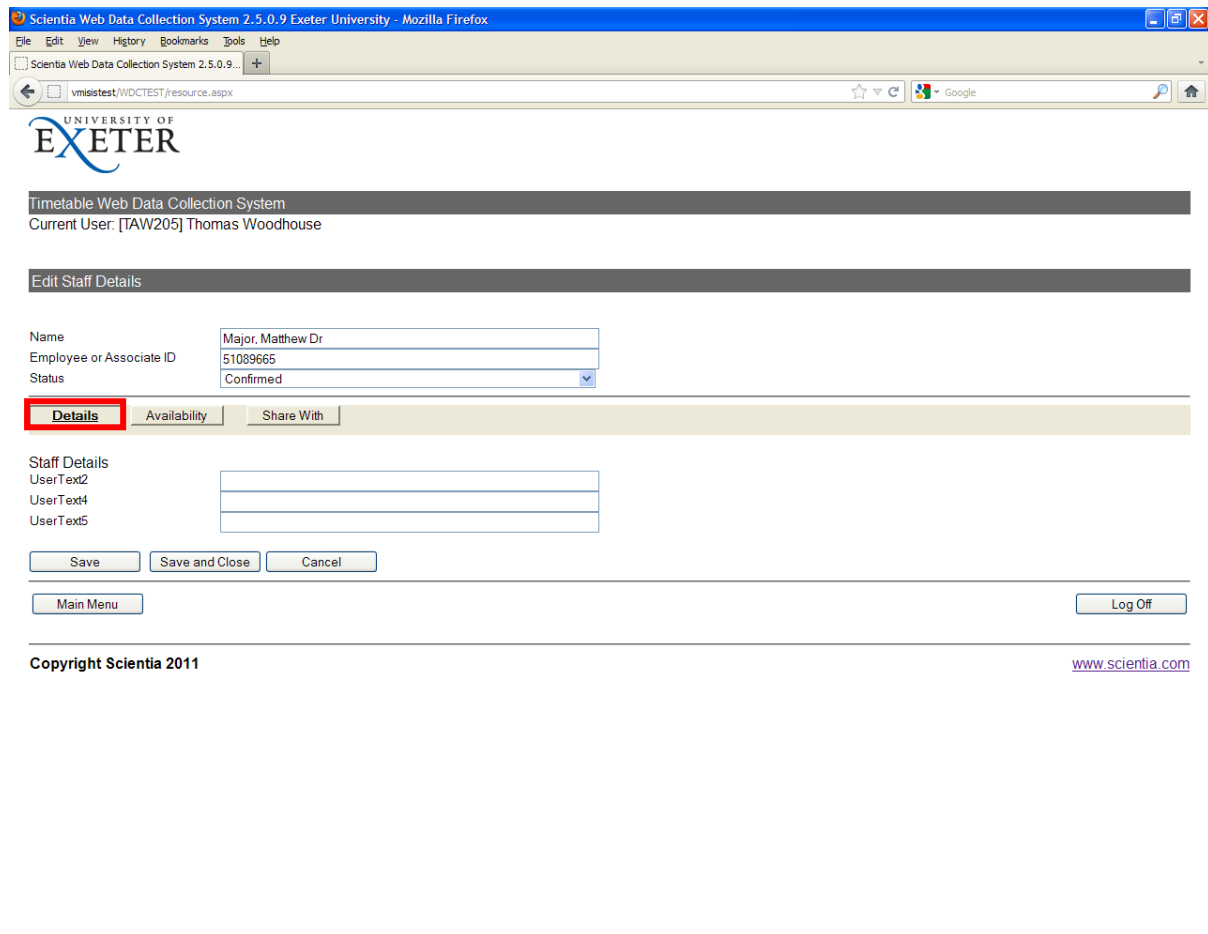 Scientia Web Data Collection System 2.5.0.9 Exeter University - Mozilla Firefox
File Edit View History Bookmarks Tools Help
Scientia Web Data Collection System 2.5.0.9... +
vmisistest/WDCTEST/resource.aspx Google
UNIVERSITY OF
EXETER
Timetable Web Data Collection System
Current User: [TAW205] Thomas Woodhouse
Edit Staff Details
Name Major, Matthew Dr
Employee or Associate ID 51089665
Status Confirmed
Details Availability Share With
Staff Details
UserText2
UserText4
UserText5
Save Save and Close Cancel
Main Menu Log Off
Copyright Scientia 2011 www.scientia.com